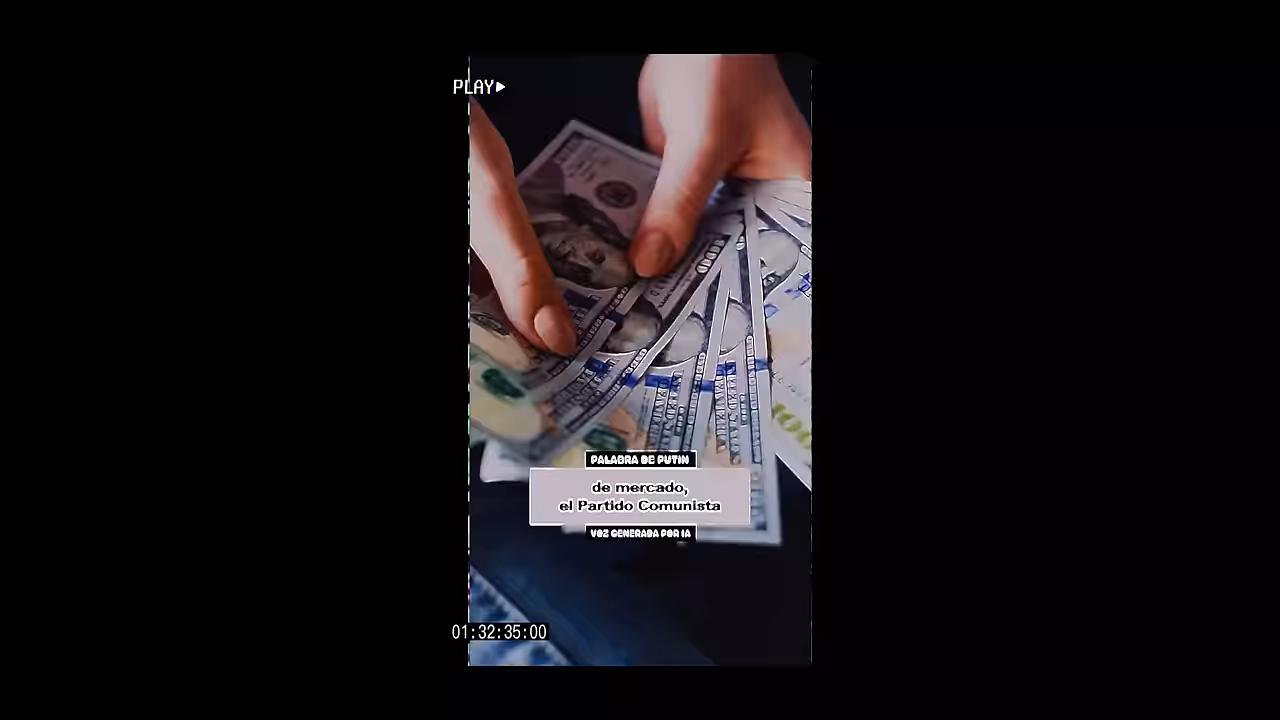 PLAY
PALABRA DE PUTIN
de mercado,
el Partido Comunista
VOZ GENERADA POR IA
01:32:35:00